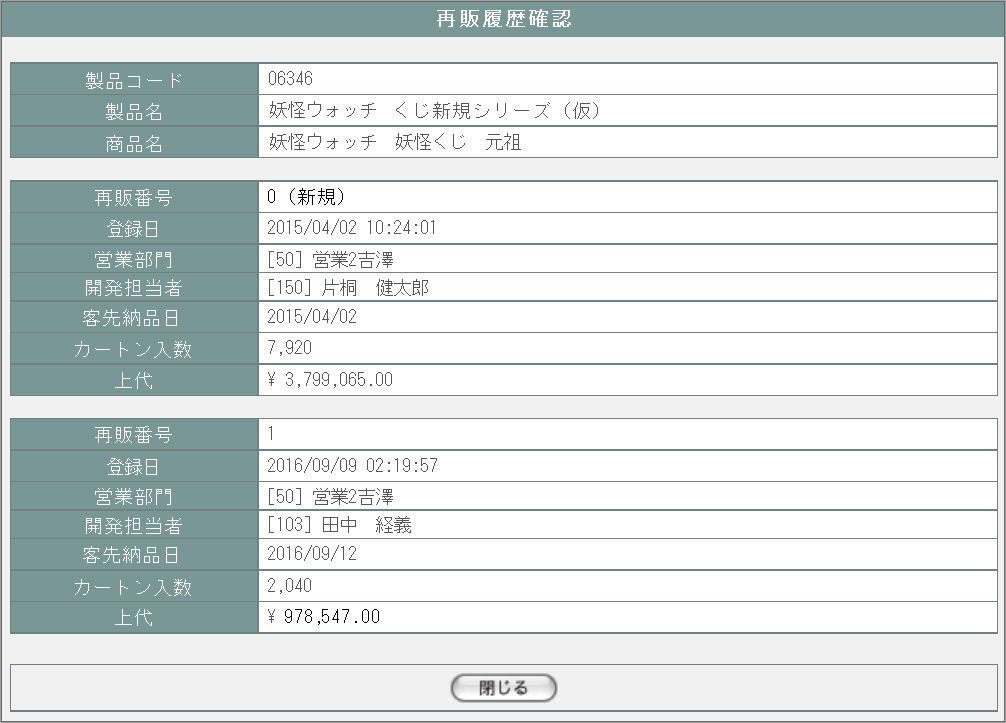 再販履歴確認
製品コード 06346
製品名 妖怪ウォッチ　くじ新規シリーズ（仮）
商品名 妖怪ウォッチ　妖怪くじ　元祖
再販番号 0（新規）
登録日 2015/04/02 10:24:01
営業部門 [50] 営業2吉澤
開発担当者 [150] 片桐　健太郎
客先納品日 2015/04/02
カートン入数 7,920
上代 ¥ 3,799,065.00
再販番号 1
登録日 2016/09/09 02:19:57
営業部門 [50] 営業2吉澤
開発担当者 [103] 田中　経義
客先納品日 2016/09/12
カートン入数 2,040
上代 ¥ 978,547.00
閉じる